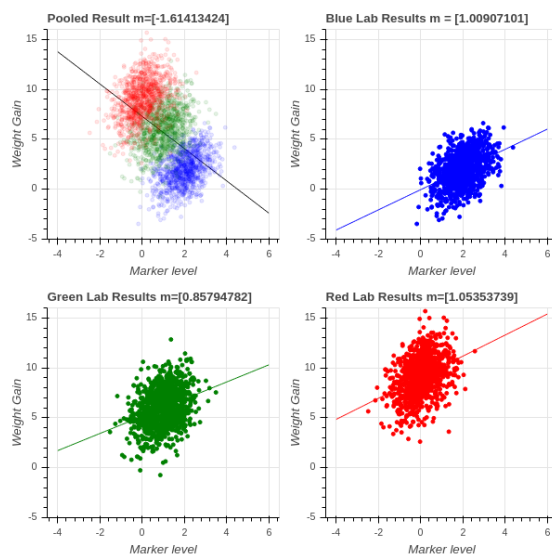 Pooled Result m=[-1.61413424]
Blue Lab Results m = [1.00907101]
15
10
5
0
-5
Weight Gain
-4 -2 0 2 4 6
Marker level
15
10
5
0
-5
Weight Gain
-4 -2 0 2 4 6
Marker level
Green Lab Results m=[0.85794782]
Red Lab Results m=[1.05353739]
15
10
5
0
-5
Weight Gain
-4 -2 0 2 4 6
Marker level
15
10
5
0
-5
Weight Gain
-4 -2 0 2 4 6
Marker level